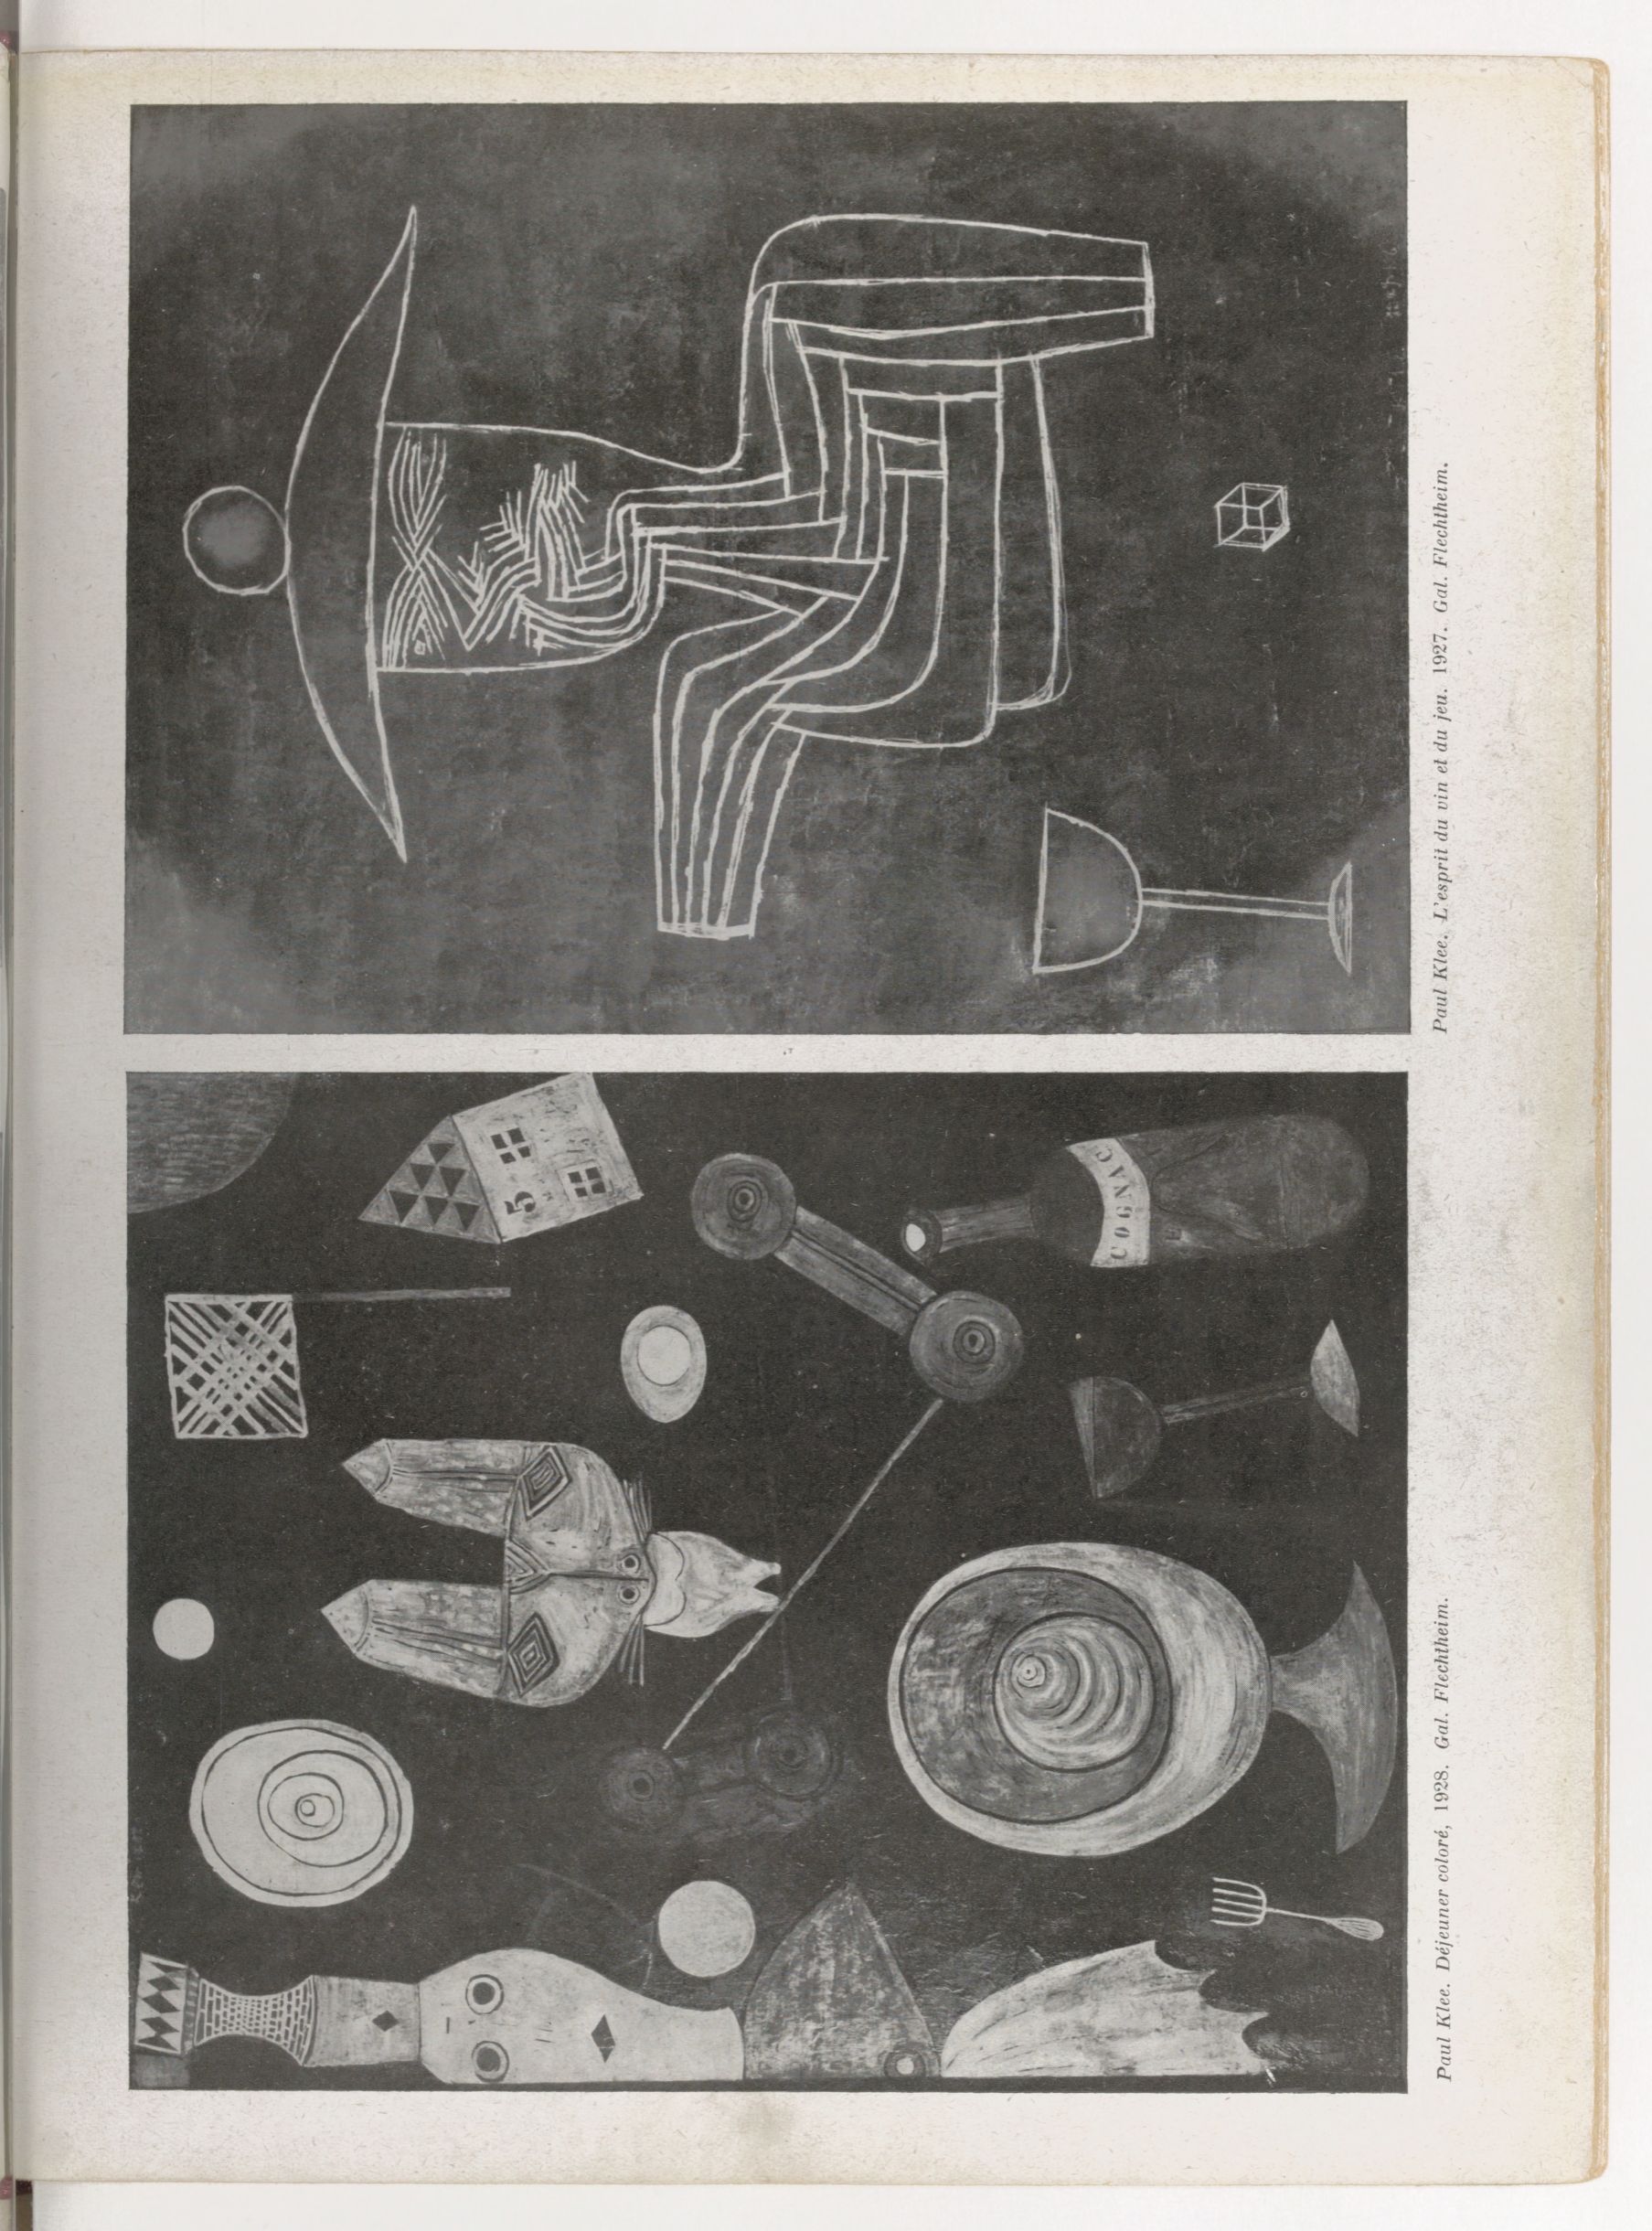 COGNAC
5
Paul Klee. Déjeuner coloré, 1928. Gal. Flechtheim.
Paul Klee. L'esprit du vin et du jeu. 1927. Gal. Flechtheim.